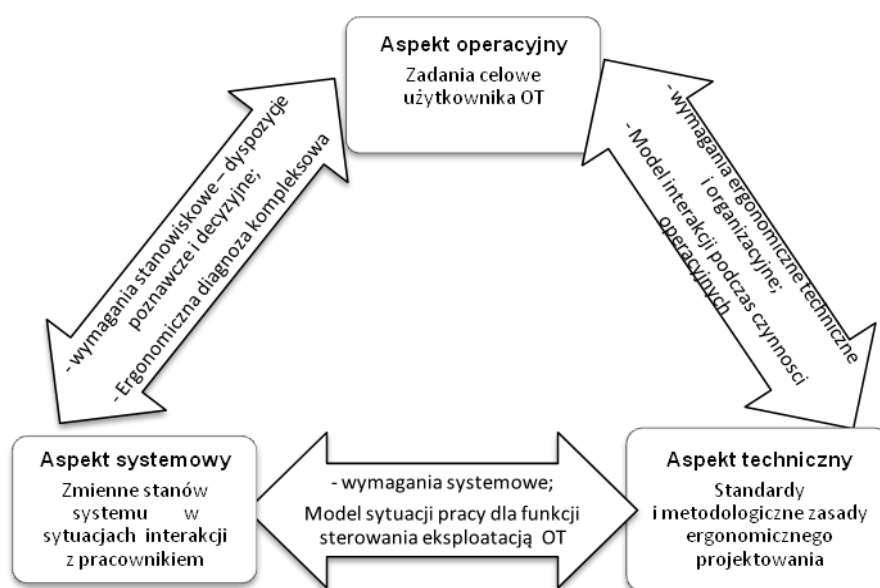 Aspekt operacyjny
Zadania celowe
użytkownika OT
- wymagania stanowiskowe – dyspozycje
poznawcze i decyzyjne;
- Ergonomiczna diagnoza kompleksowa
- wymagania ergonomiczne techniczne
i organizacyjne;
- Model interakcji podczas czynnosci
operacyjnych
Aspekt systemowy
Zmienne stanów
systemu w
sytuacjach interakcji
z pracownikiem
- wymagania systemowe;
Model sytuacji pracy dla funkcji
sterowania eksploatacją OT
Aspekt techniczny
Standardy
i metodologiczne zasady
ergonomicznego
projektowania